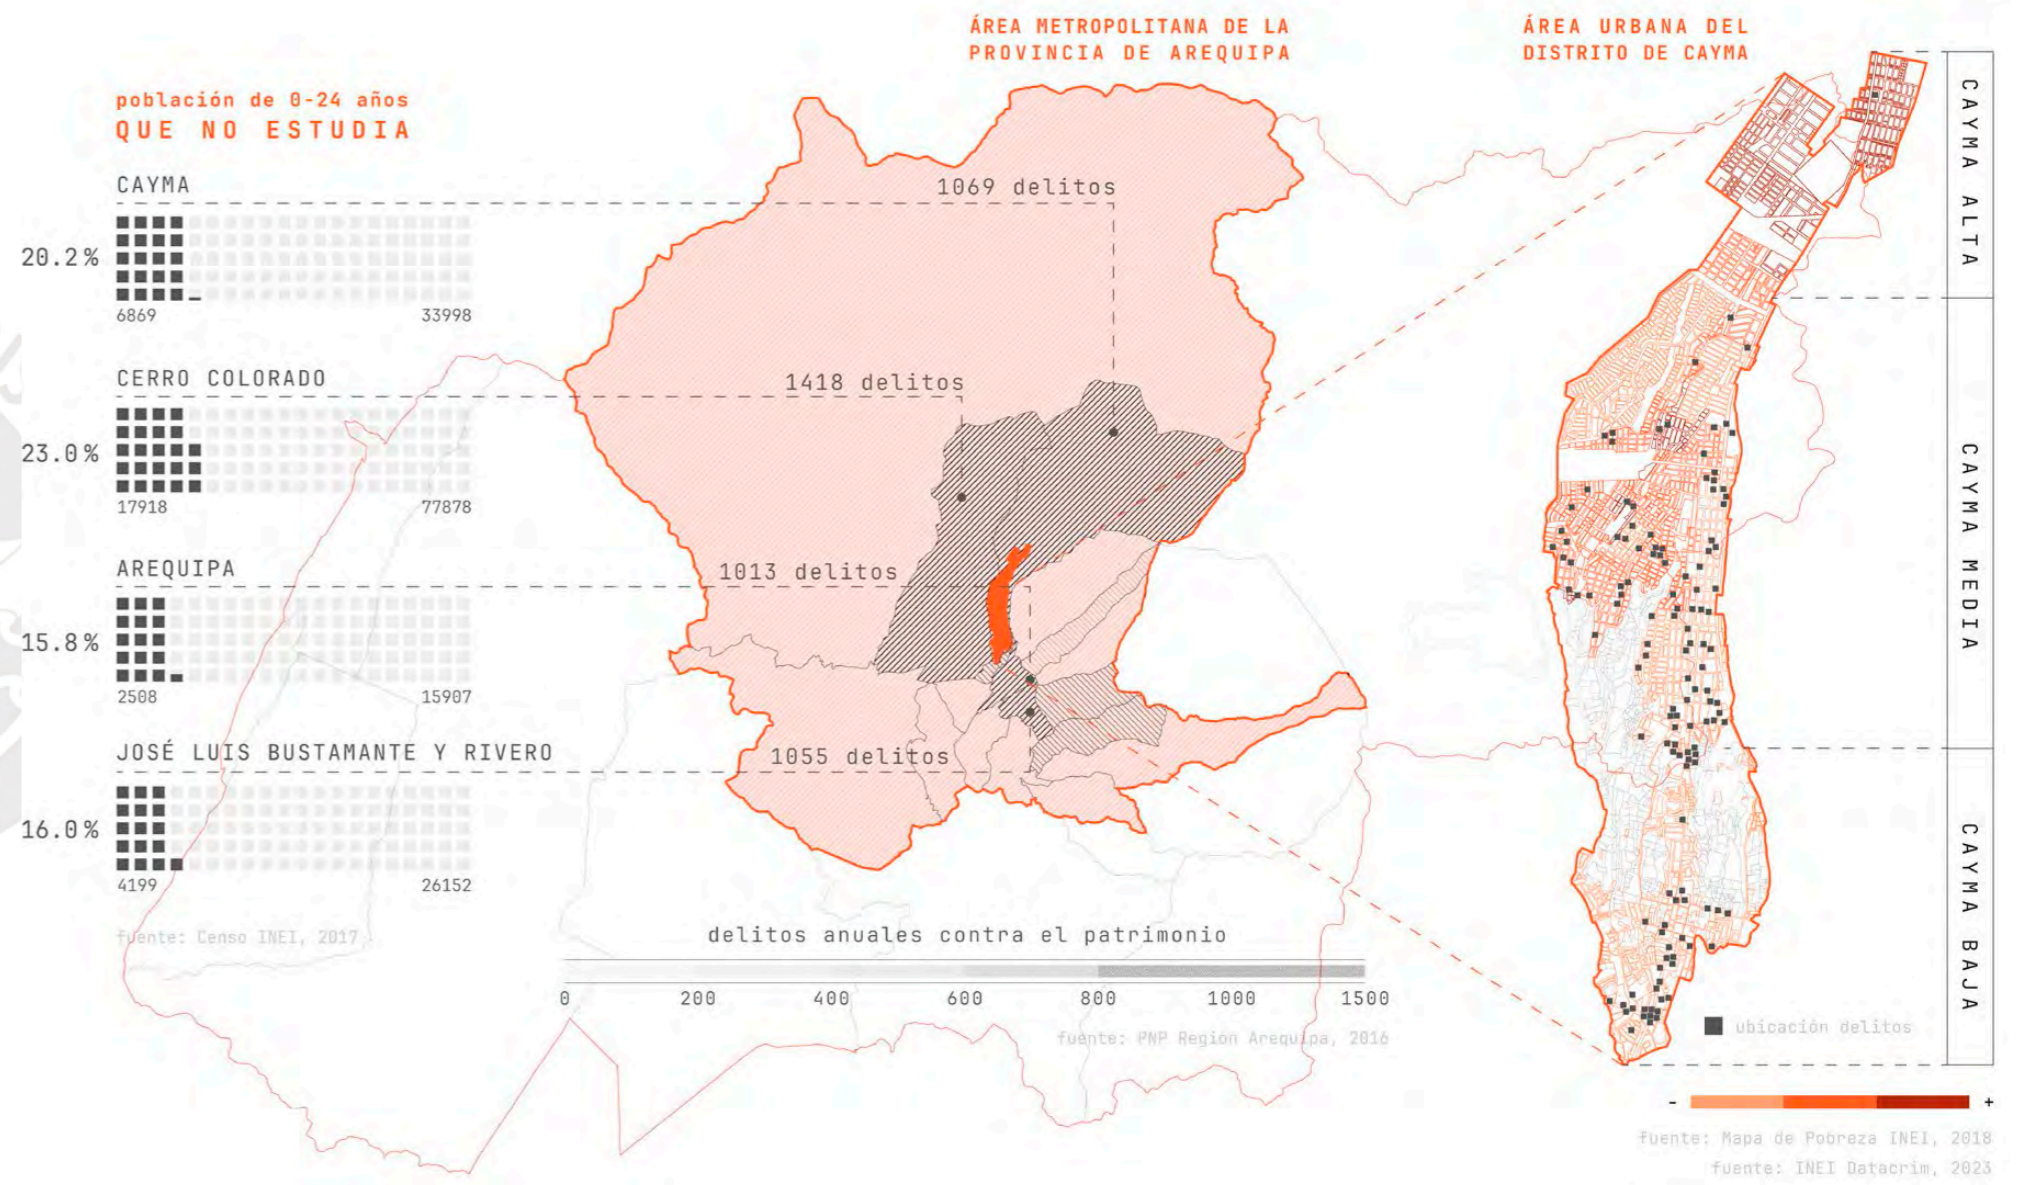 ÁREA METROPOLITANA DE LA
PROVINCIA DE AREQUIPA
ÁREA URBANA DEL
DISTRITO DE CAYMA
población de 0-24 años
QUE NO ESTUDIA
CAYMA
1069 delitos
20.2%
6869
33998
CERRO COLORADO
1418 delitos
23.0%
17918
77878
AREQUIPA
1013 delitos
15.8%
2508
15907
JOSÉ LUIS BUSTAMANTE Y RIVERO
1055 delitos
16.0%
4199
26152
fuente: Censo INEI, 2017
delitos anuales contra el patrimonio
0 200 400 600 800 1000 1500
fuente: PNP Region Arequipa, 2016
CAYMA ALTA
CAYMA MEDIA
CAYMA BAJA
ubicación delitos
- +
fuente: Mapa de Pobreza INEI, 2018
fuente: INEI Datacrim, 2023